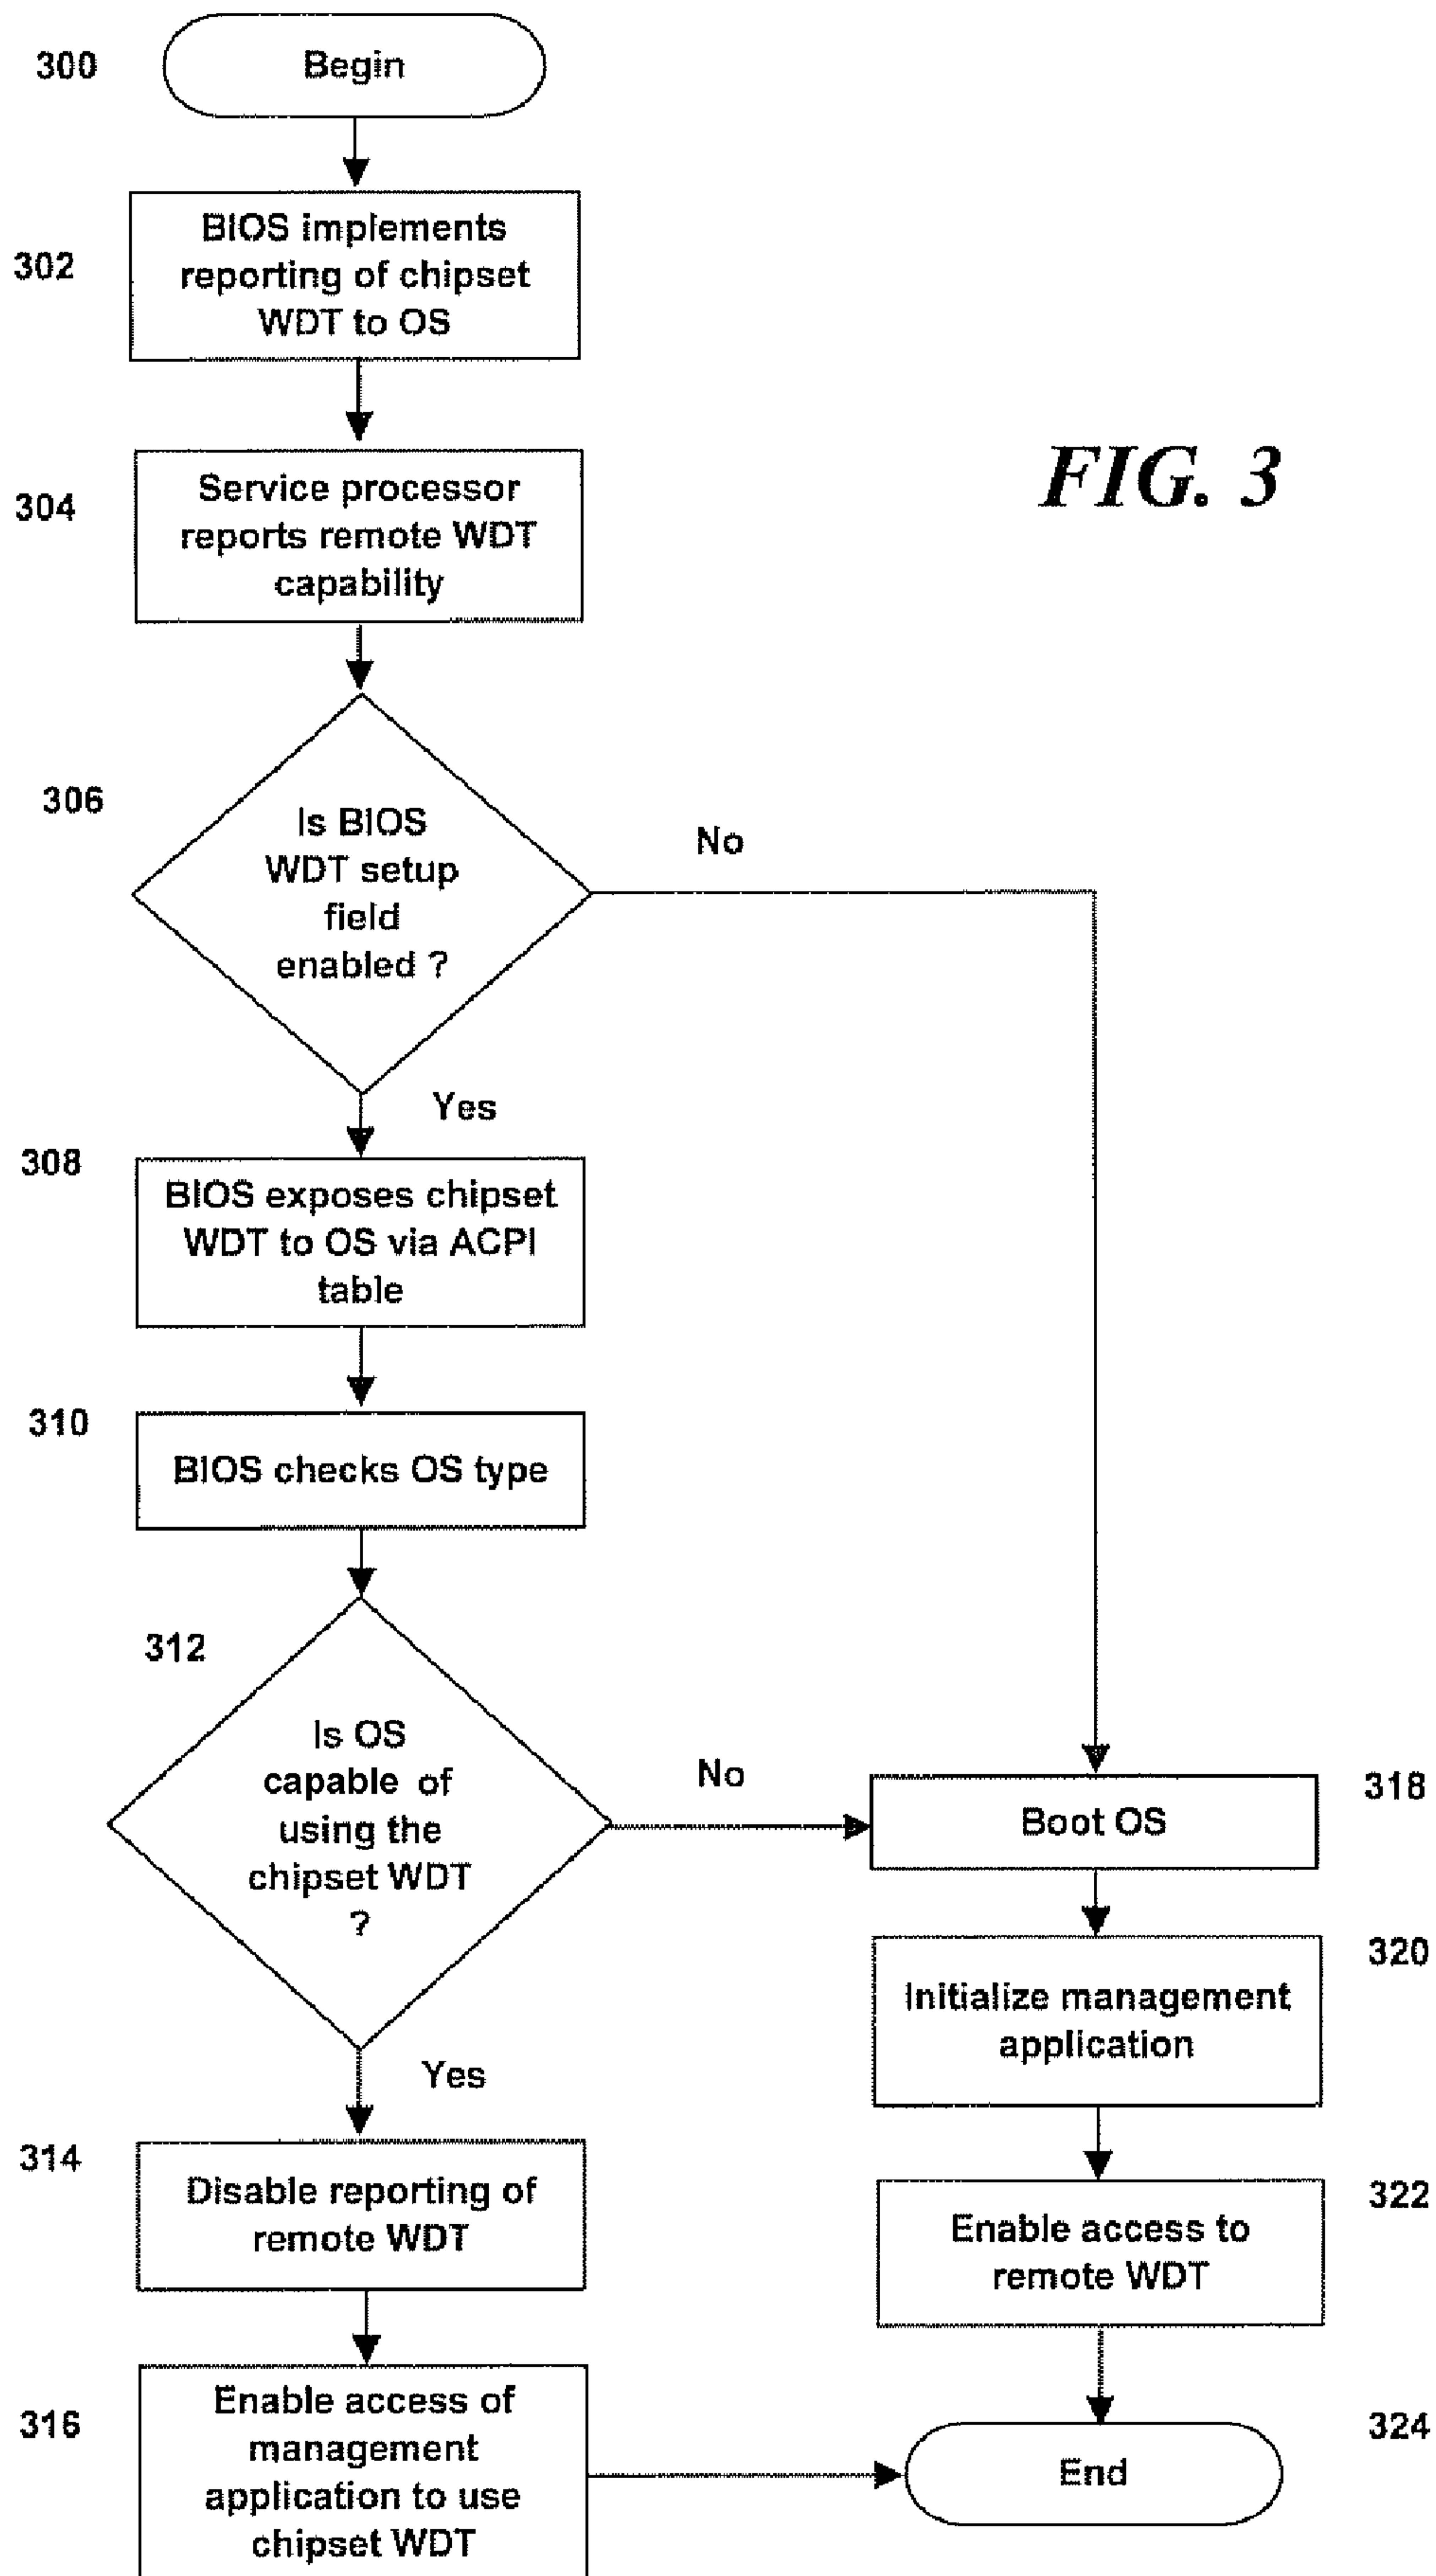 300
Begin
302
BIOS implements
reporting of chipset
WDT to OS
304
Service processor
reports remote WDT
capability
FIG. 3
306
Is BIOS
WDT setup
field
enabled ?
No
Yes
308
BIOS exposes chipset
WDT to OS via ACPI
table
310
BIOS checks OS type
312
Is OS
capable of
using the
chipset WDT
?
No
Yes
318
Boot OS
320
Initialize management
application
314
Disable reporting of
remote WDT
322
Enable access to
remote WDT
316
Enable access of
management
application to use
chipset WDT
324
End